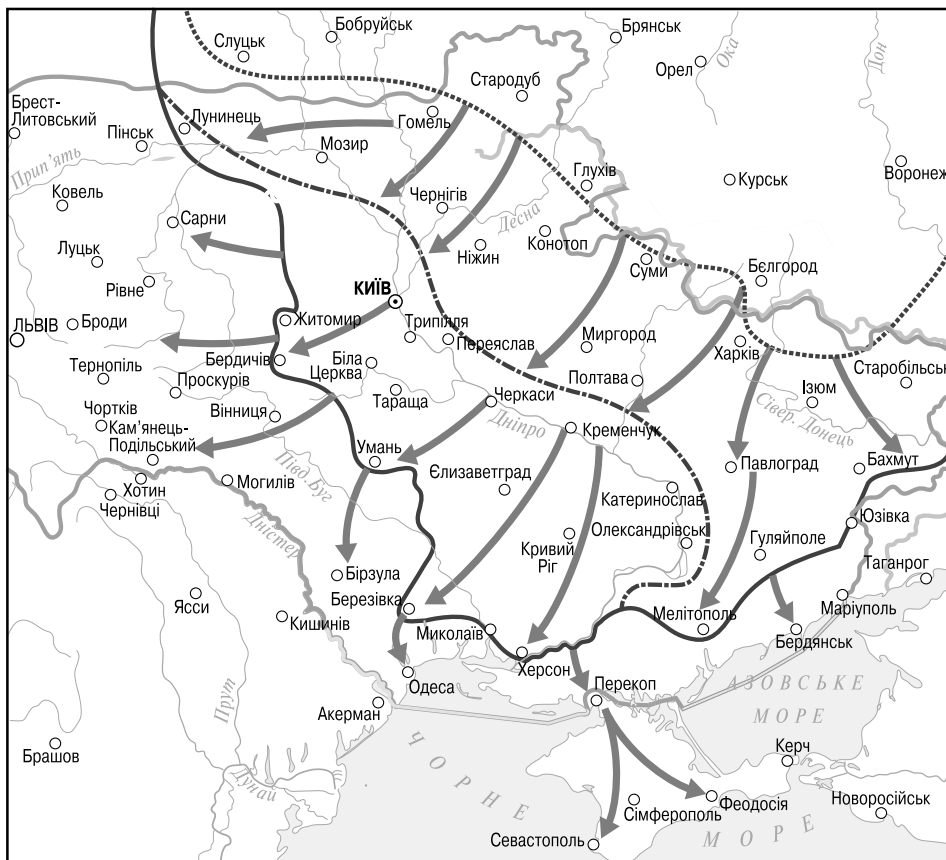 Бобруйськ
Брянськ
Слуцьк
Ока
Дон
Орел
Стародуб
Брест-
Литовський
Лунинець
Гомель
Пінськ
Мозир
Воронеж
Прип'ять
Глухів
Курськ
Ковель
Чернігів
Десна
Сарни
Конотоп
Ніжин
Луцьк
Суми
Бєлгород
Рівне
КИЇВ
ЛЬВІВ
Броди
Житомир
Трипілля
Переяслав
Миргород
Харків
Бердичів
Біла
Церква
Тернопіль
Проскурів
Полтава
Старобільськ
Ізюм
Тараща
Черкаси
Сівер. Донець
Чортків
Вінниця
Дніпро
Кременчук
Кам'янець-
Подільський
Умань
Павлоград
Бахмут
Півд. Буг
Єлизаветград
Хотин
Могилів
Чернівці
Катеринослав
Юзівка
Дністер
Олександрівськ
Кривий
Ріг
Гуляйполе
Таганрог
Бірзула
Ясси
Березівка
Маріуполь
Кишинів
Миколаїв
Мелітополь
Бердянськ
Херсон
Одеса
Перекоп
АЗОВСЬКЕ
МОРЕ
Прут
Акерман
Брашов
ЧОРНЕ
МОРЕ
Керч
Дунай
Феодосія
Новоросійськ
Сімферополь
Севастополь